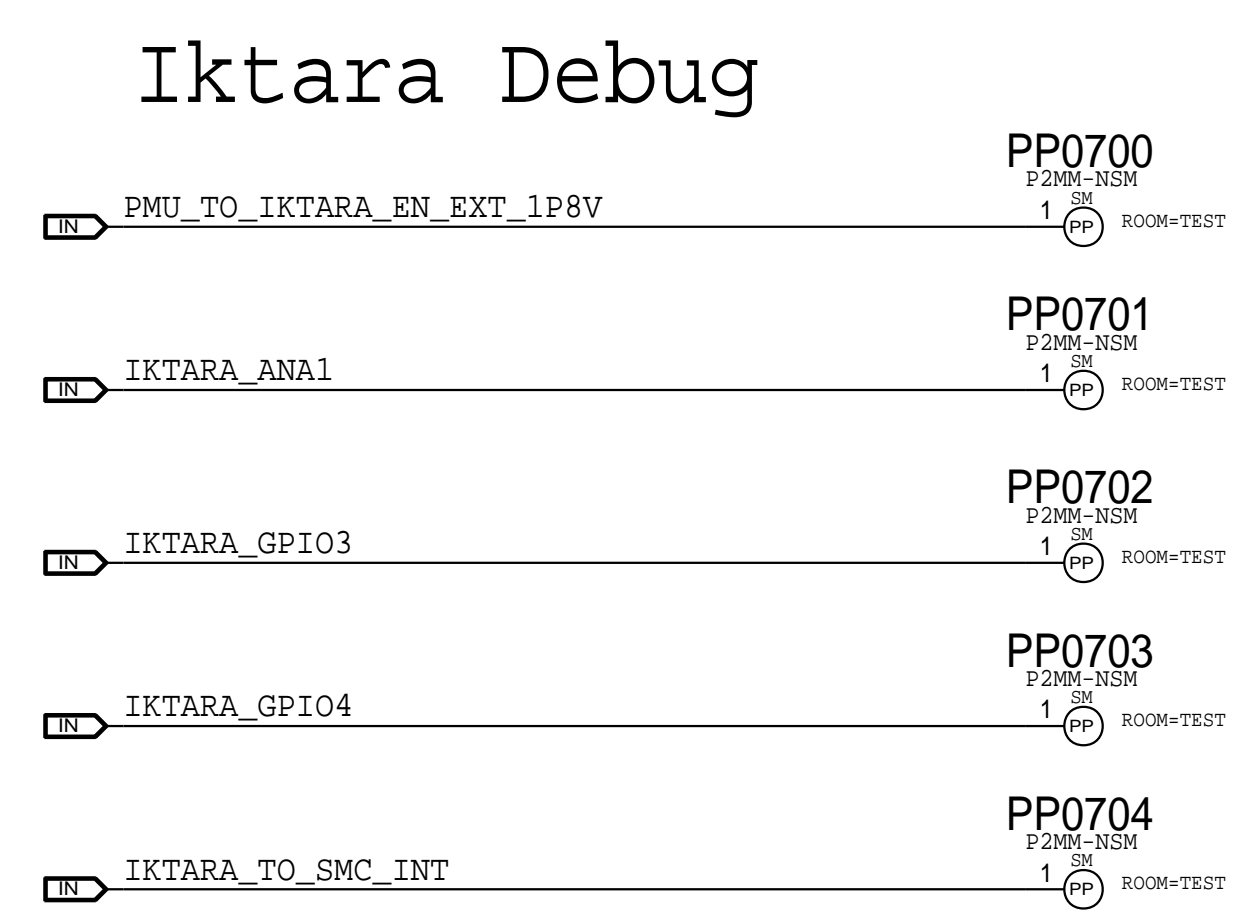 Iktara Debug
PP0700
P2MM-NSM
SM
IN PMU_TO_IKTARA_EN_EXT_1P8V 1 PP ROOM=TEST
PP0701
P2MM-NSM
SM
IN IKTARA_ANA1 1 PP ROOM=TEST
PP0702
P2MM-NSM
SM
IN IKTARA_GPIO3 1 PP ROOM=TEST
PP0703
P2MM-NSM
SM
IN IKTARA_GPIO4 1 PP ROOM=TEST
PP0704
P2MM-NSM
SM
IN IKTARA_TO_SMC_INT 1 PP ROOM=TEST